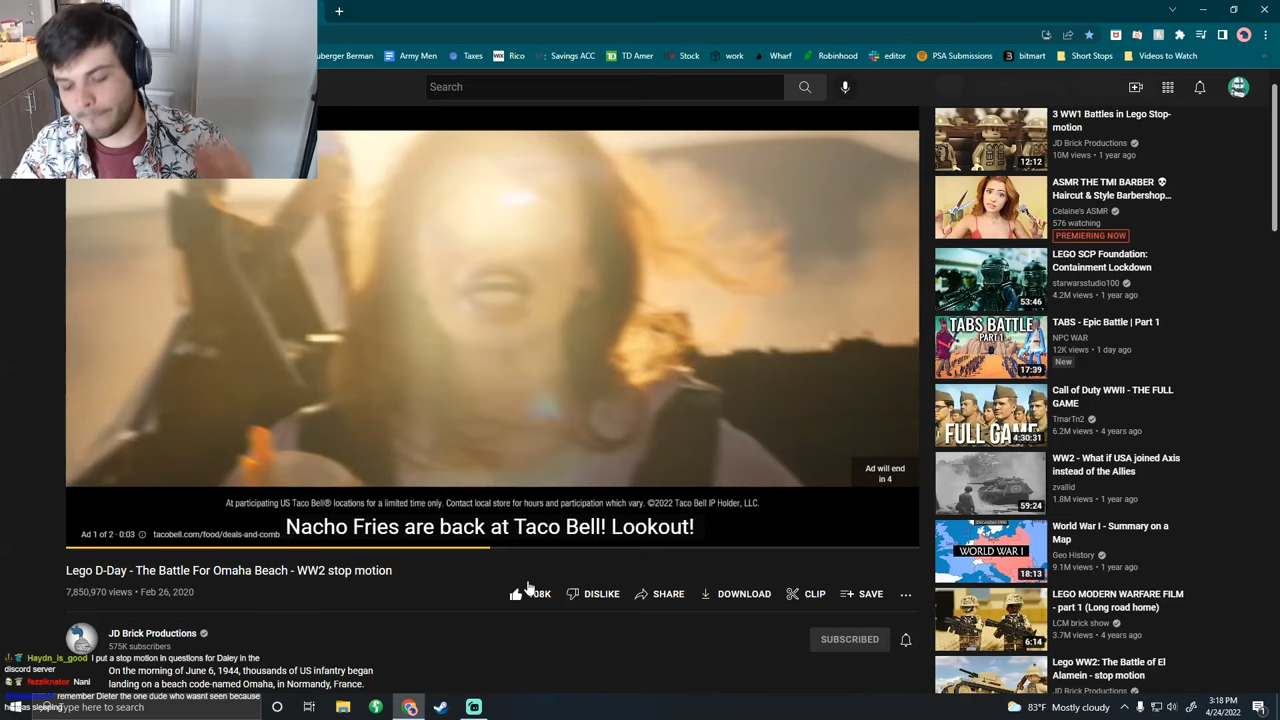 uberger Berman
Army Men
Taxes
Rico
Savings ACC
TD Amer
Stock
work
Wharf
Robinhood
editor
PSA Submissions
bitmart
Short Stops
Videos to Watch
Search
Ad will end
in 4
At participating US Taco Bell® locations for a limited time only. Contact local store for hours and participation which vary. ©2022 Taco Bell IP Holder, LLC.
Nacho Fries are back at Taco Bell! Lookout!
Ad 1 of 2 · 0:03
tacobell.com/food/deals-and-comb
Lego D-Day - The Battle For Omaha Beach - WW2 stop motion
7,850,970 views • Feb 26, 2020
DISLIKE
SHARE
DOWNLOAD
CLIP
SAVE
JD Brick Productions
575K subscribers
SUBSCRIBED
Haydn_is_good I put a stop motion in questions for Daley in the
discord server
On the morning of June 6, 1944, thousands of US infantry began
fazziknator Nani
an attack on a beach code-named Omaha, in Normandy, France.
remember Dieter the one dude who wasnt seen because
he was sleeping
Type here to search
3 WW1 Battles in Lego Stop-
motion
JD Brick Productions
10M views • 1 year ago
12:12
ASMR THE TMI BARBER 💀
Haircut & Style Barbershop...
Celaine's ASMR
576 watching
PREMIERING NOW
LEGO SCP Foundation:
Containment Lockdown
starwarsstudio100
4.2M views • 1 year ago
53:46
TABS BATTLE
PART 1
17:39
TABS - Epic Battle | Part 1
NPC WAR
12K views • 1 day ago
New
FULL GAME
4:30:31
Call of Duty WWII - THE FULL
GAME
TmarTn2
6.2M views • 4 years ago
WW2 - What if USA joined Axis
instead of the Allies
zvallid
1.8M views • 1 year ago
59:24
WORLD WAR I
18:13
World War I - Summary on a
Map
Geo History
9.1M views • 1 year ago
LEGO MODERN WARFARE FILM
- part 1 (Long road home)
LCM brick show
3.7M views • 4 years ago
6:14
Lego WW2: The Battle of El
Alamein - stop motion
JD Brick Productions
83°F Mostly cloudy
3:18 PM
4/24/2022